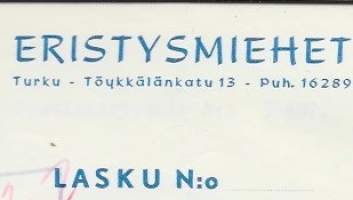 ERISTYSMIEHET
Turku - Töykkälänkatu 13 - Puh. 16289
LASKU N:o